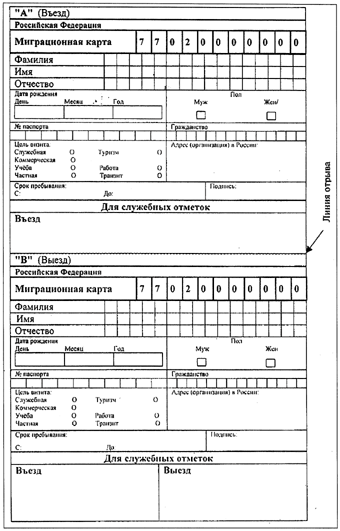 "А" (Въезд)
Российская Федерация
Миграционная карта 7 7 0 2 0 0 0 0 0 0 0
Фамилия
Имя
Отчество
Дата рождения Пол
День Месяц Год Муж Жен/
№ паспорта Гражданство
Цель визита: Адрес (организация) в России:
Служебная О Туризм О
Коммерческая О
Учёба О Работа О
Частная О Транзит О
Срок пребывания: Подпись:
С: До:
Для служебных отметок
Въезд
Линия отрыва
"В" (Выезд)
Российская Федерация
Миграционная карта 7 7 0 2 0 0 0 0 0 0 0
Фамилия
Имя
Отчество
Дата рождения Пол
День Месяц Год Муж Жен
№ паспорта Гражданство
Цель визита: Адрес (организация) в России:
Служебная О Туризм О
Коммерческая О
Учёба О Работа О
Частная О Транзит О
Срок пребывания: Подпись:
С: До
Для служебных отметок
Въезд Выезд